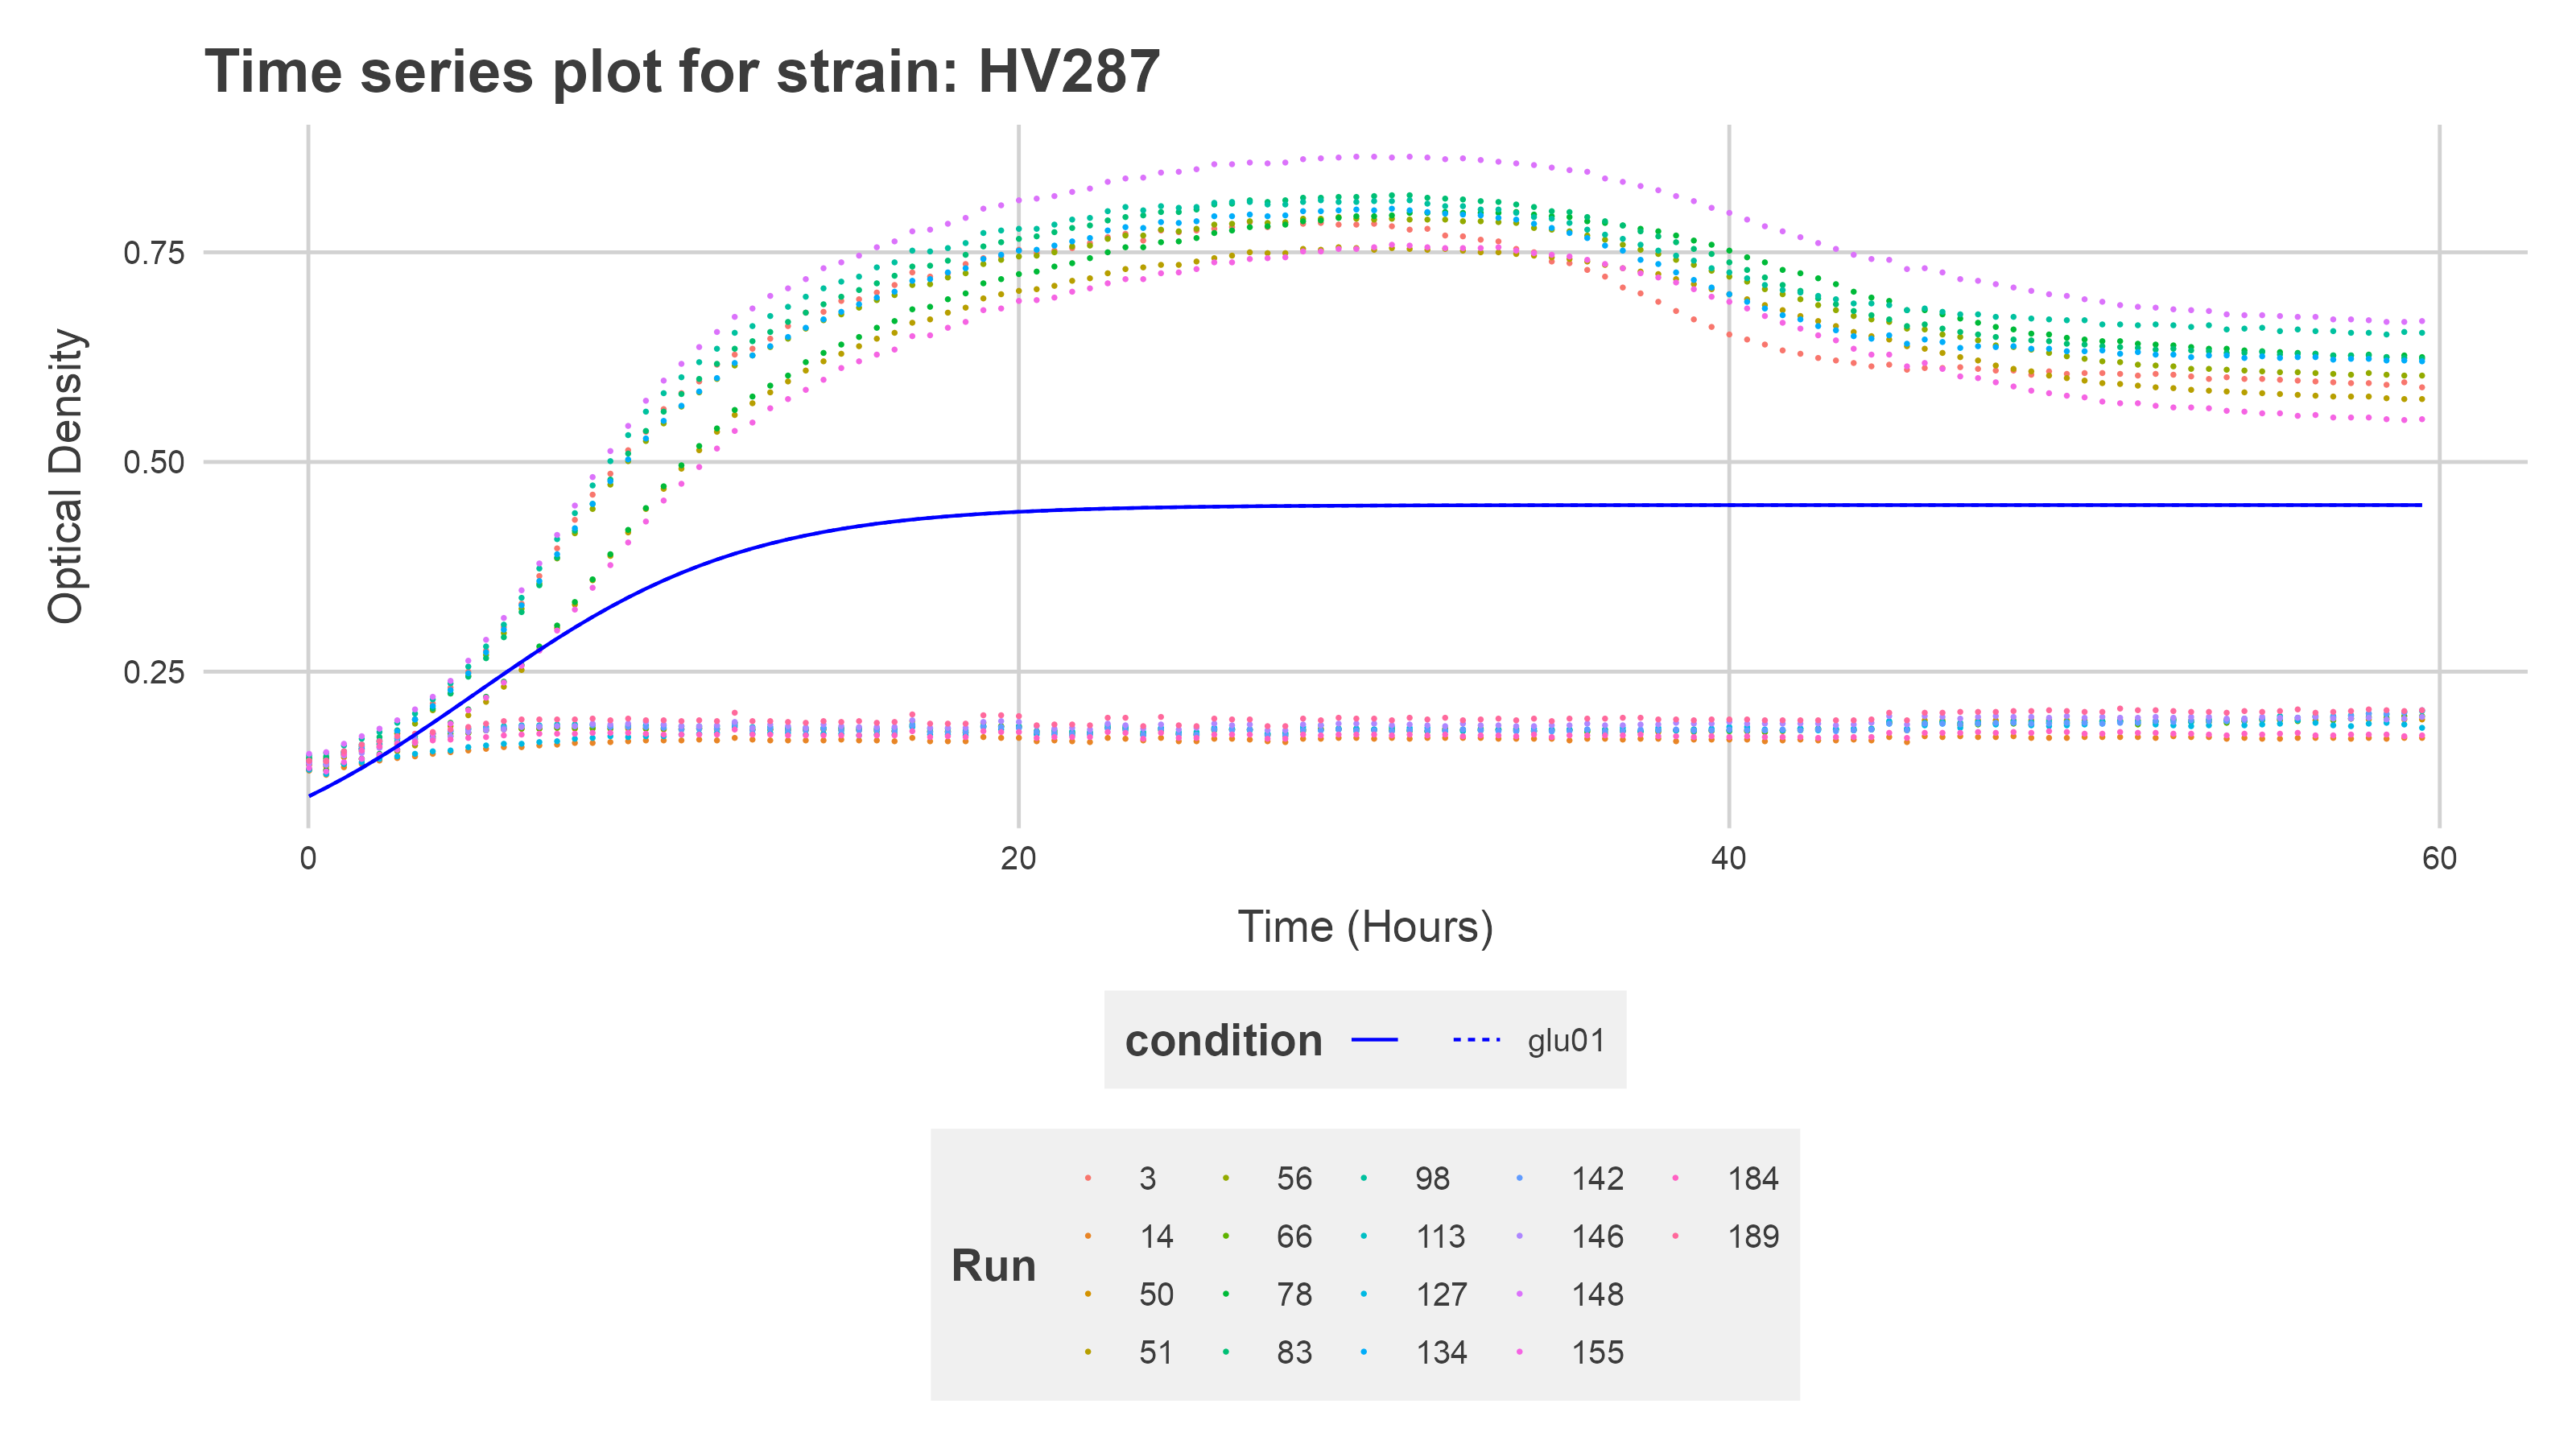 Time series plot for strain: HV287
Optical Density
0.75
0.50
0.25
0 20 40 60
Time (Hours)
condition glu01
Run
3 56 98 142 184
14 66 113 146 189
50 78 127 148
51 83 134 155